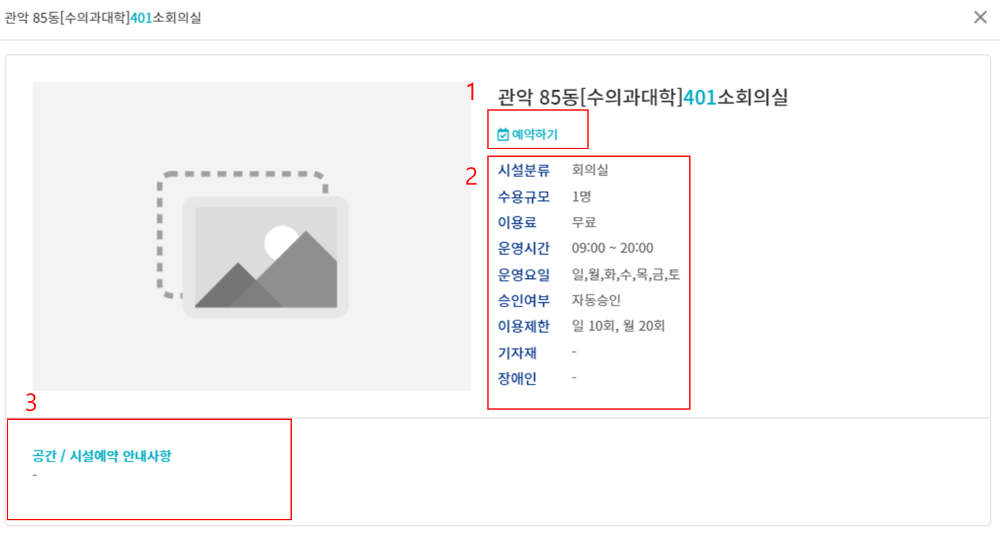 관악 85동[수의과대학]401소회의실
1
관악 85동[수의과대학]401소회의실
예약하기
2
시설분류 회의실
수용규모 1명
이용료 무료
운영시간 09:00 ~ 20:00
운영요일 일,월,화,수,목,금,토
승인여부 자동승인
이용제한 일 10회, 월 20회
기자재 -
장애인 -
3
공간 / 시설예약 안내사항
-